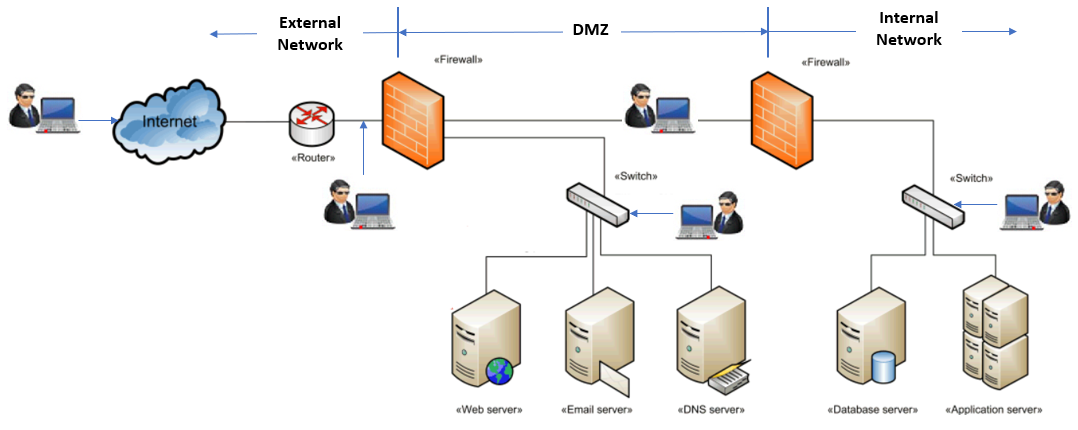 External
Network
DMZ
Internal
Network
«Firewall»
«Firewall»
Internet
«Router»
«Switch»
«Switch»
«Web server»
«Email server»
«DNS server»
«Database server»
«Application server»